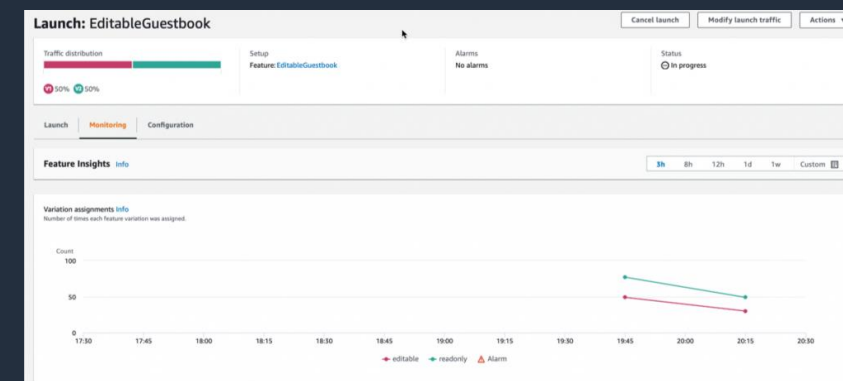 Launch: EditableGuestbook
Cancel launch
Modify launch traffic
Actions
Traffic distribution
V1 50% V2 50%
Setup
Feature: EditableGuestbook
Alarms
No alarms
Status
In progress
Launch
Monitoring
Configuration
Feature Insights Info
3h 8h 12h 1d 1w Custom
Variation assignments Info
Number of times each feature variation was assigned.
Count
100
50
0
17:30 17:45 18:00 18:15 18:30 18:45 19:00 19:15 19:30 19:45 20:00 20:15 20:30
editable readonly Alarm